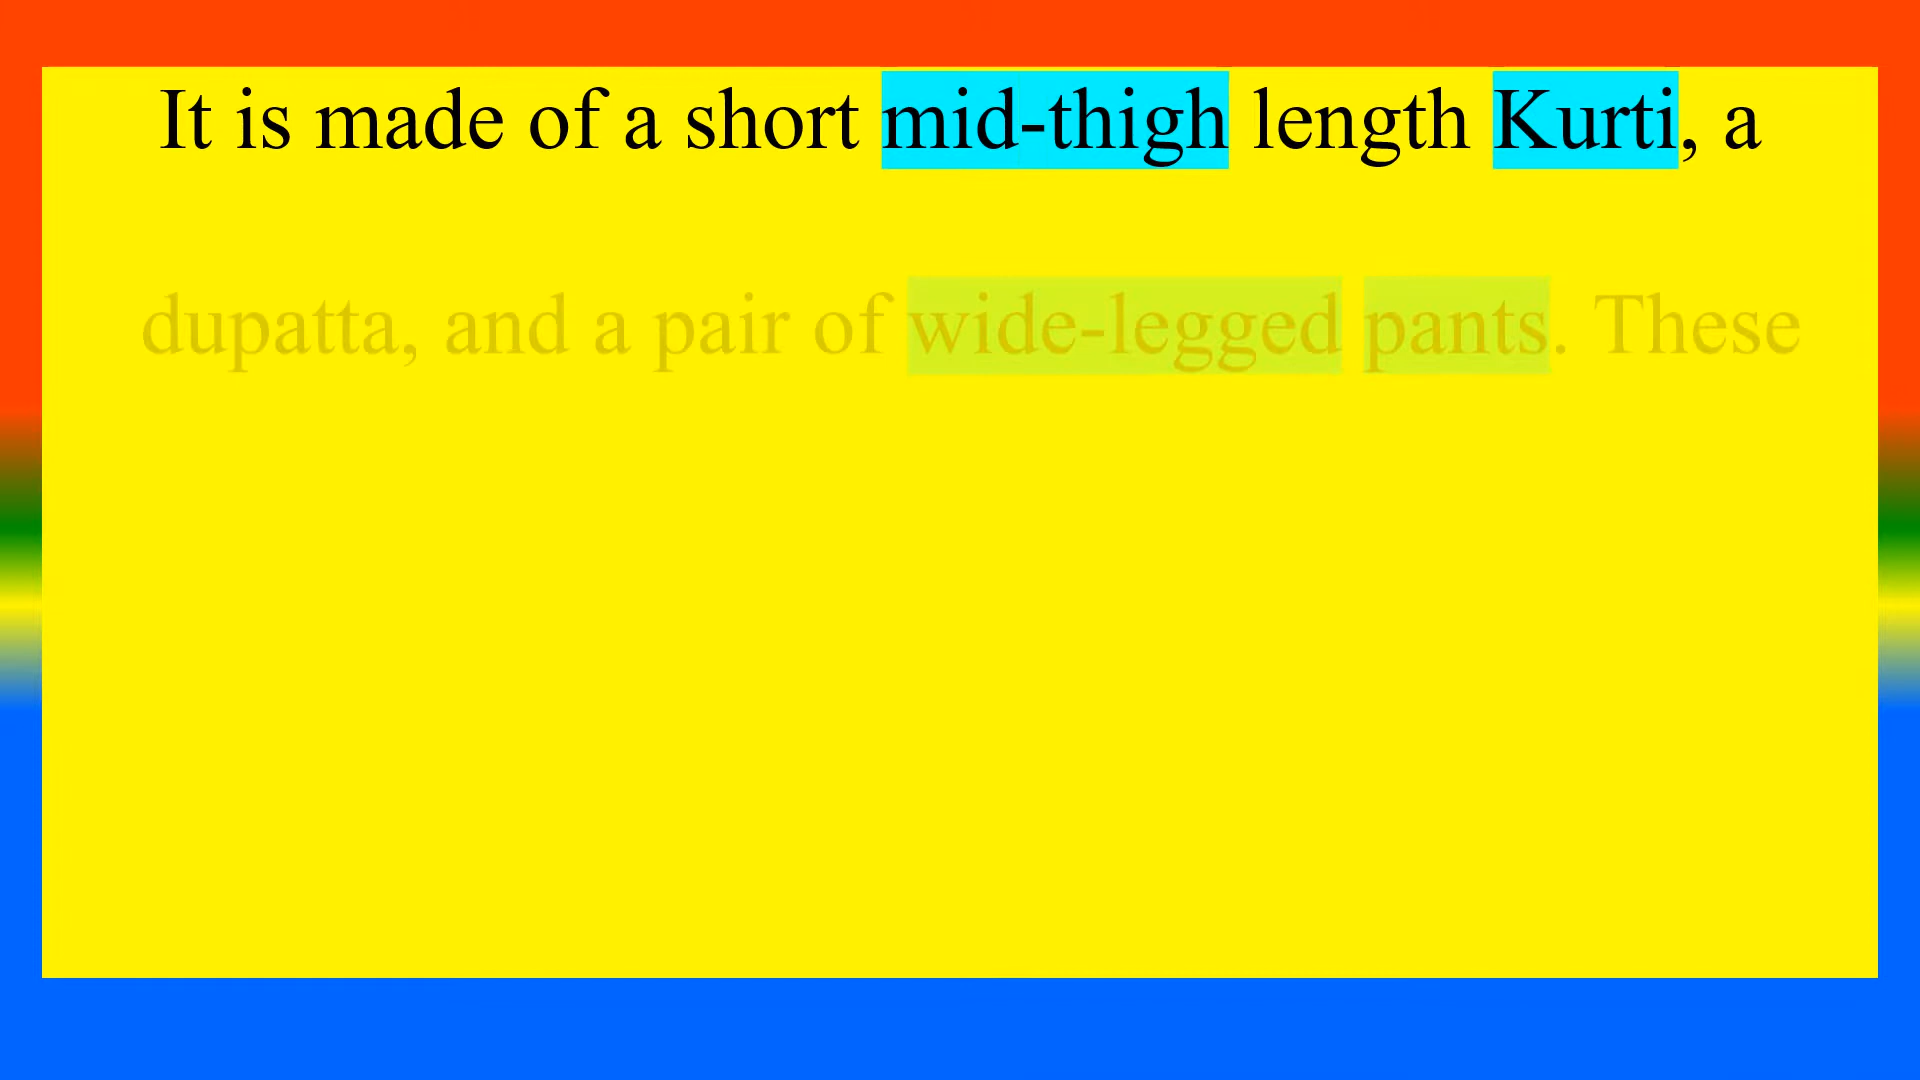 It is made of a short mid-thigh length Kurti, a
dupatta, and a pair of wide-legged pants. These